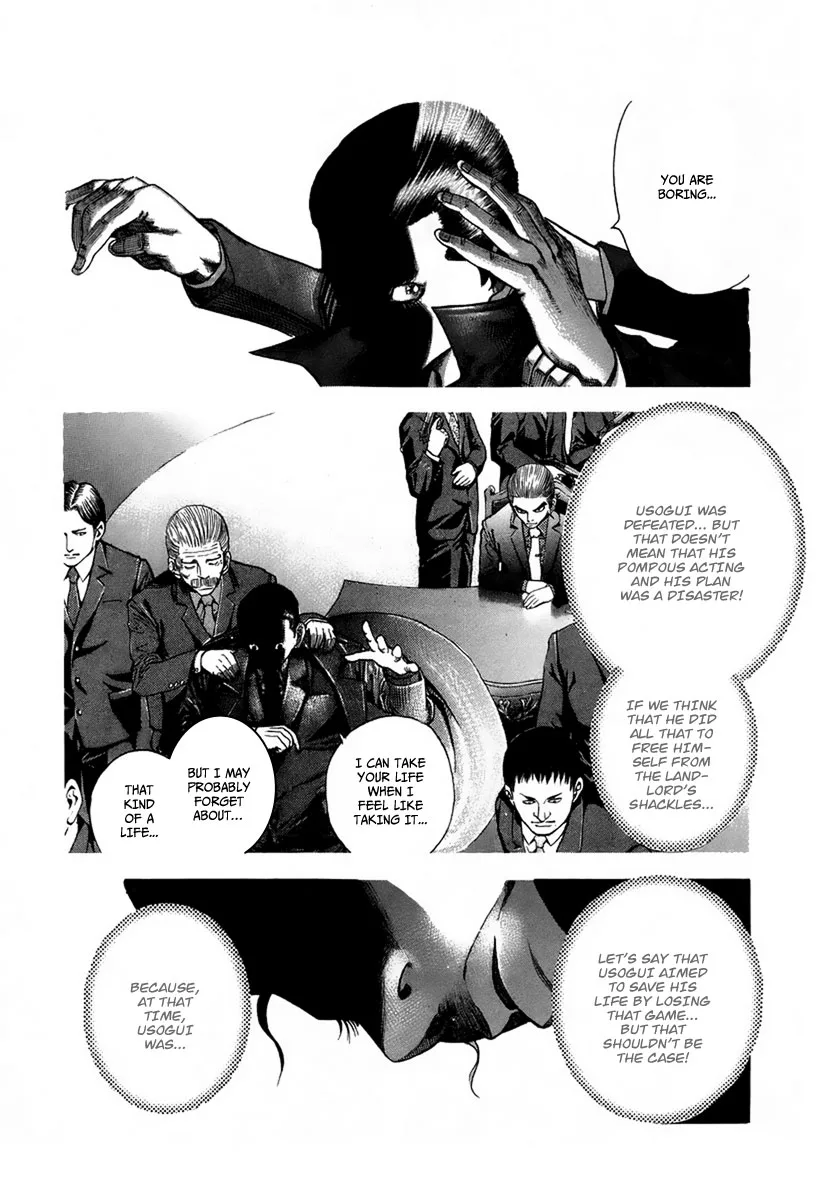 YOU ARE
BORING...
USOGUI WAS
DEFEATED... BUT
THAT DOESN'T
MEAN THAT HIS
POMPOUS ACTING
AND HIS PLAN
WAS A DISASTER!
IF WE THINK
THAT HE DID
ALL THAT TO
FREE HIM-
SELF FROM
THE LAND-
LORD'S
SHACKLES...
I CAN TAKE
YOUR LIFE
WHEN I
FEEL LIKE
TAKING IT...
BUT I MAY
PROBABLY
FORGET
ABOUT...
THAT
KIND
OF A
LIFE...
LET'S SAY THAT
USOGUI AIMED
TO SAVE HIS
LIFE BY LOSING
THAT GAME...
BUT THAT
SHOULDN'T BE
THE CASE!
BECAUSE,
AT THAT
TIME,
USOGUI
WAS...